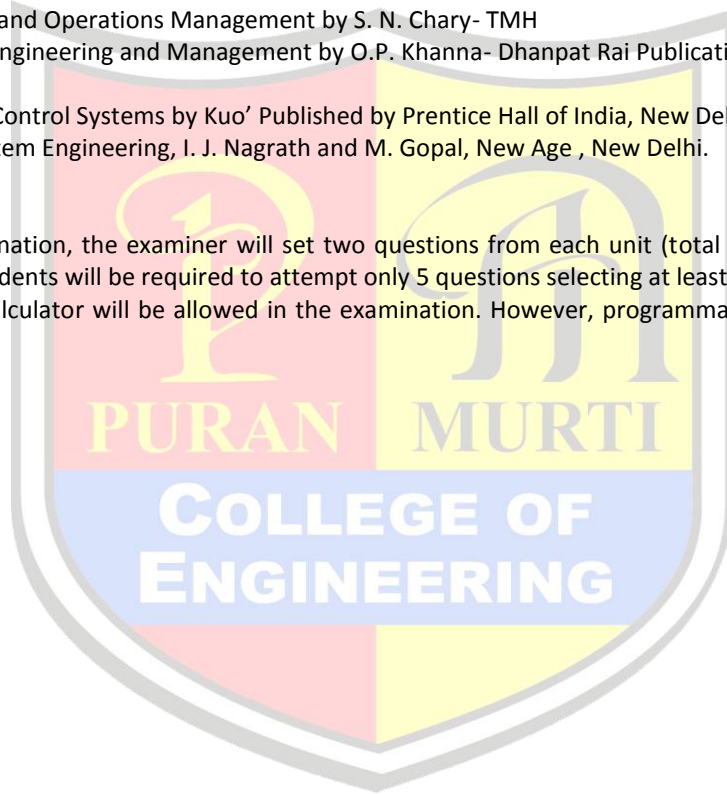 and Operations Management by S. N. Chary- TMH
ngineering and Management by O.P. Khanna- Dhanpat Rai Publicati
Control Systems by Kuo’ Published by Prentice Hall of India, New Del
tem Engineering, I. J. Nagrath and M. Gopal, New Age , New Delhi.
nation, the examiner will set two questions from each unit (total
dents will be required to attempt only 5 questions selecting at least
lculator will be allowed in the examination. However, programma
PURAN MURTI
COLLEGE OF
ENGINEERING